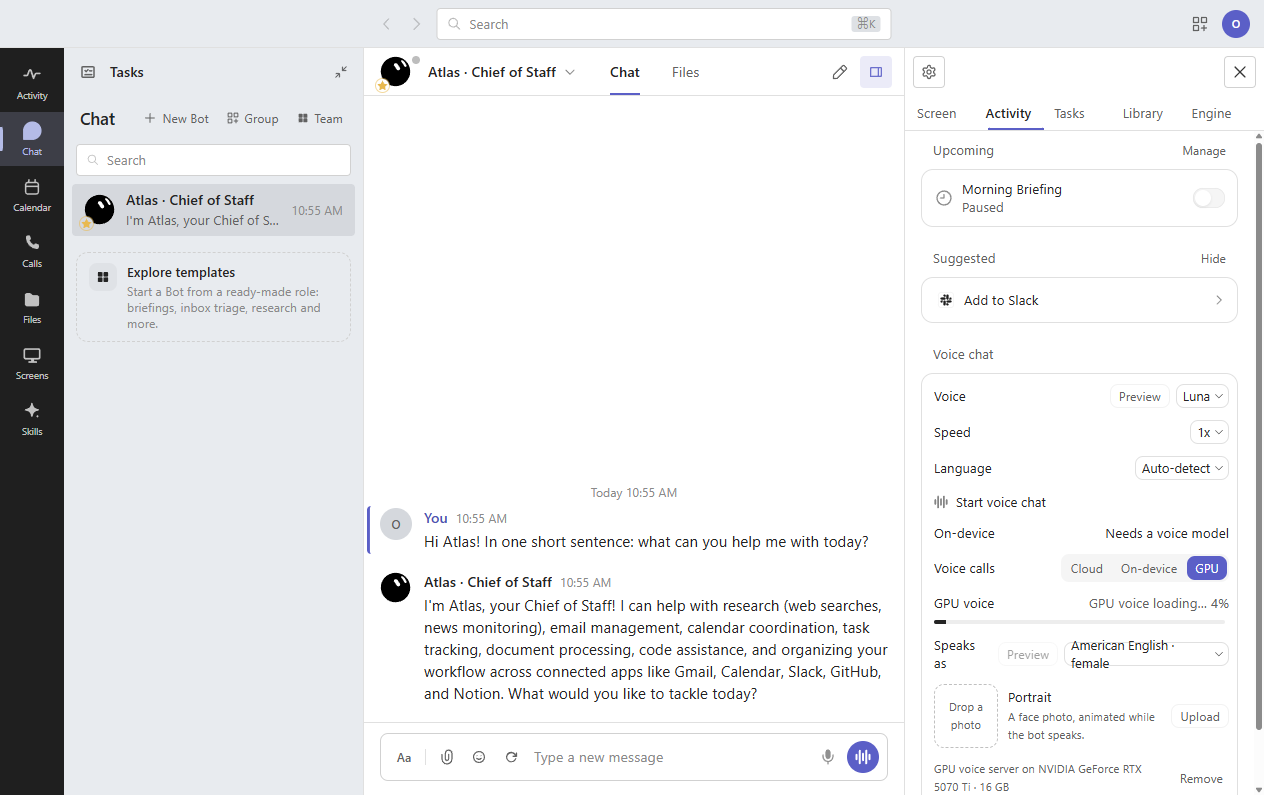 Search
⌘K
O
Activity
Chat
Calendar
Calls
Files
Screens
Skills
Tasks
Chat
New Bot
Group
Team
Search
Atlas · Chief of Staff
10:55 AM
I'm Atlas, your Chief of S...
Explore templates
Start a Bot from a ready-made role:
briefings, inbox triage, research and
more.
Atlas · Chief of Staff
Chat
Files
Today 10:55 AM
O
You 10:55 AM
Hi Atlas! In one short sentence: what can you help me with today?
Atlas · Chief of Staff 10:55 AM
I'm Atlas, your Chief of Staff! I can help with research (web searches,
news monitoring), email management, calendar coordination, task
tracking, document processing, code assistance, and organizing your
workflow across connected apps like Gmail, Calendar, Slack, GitHub,
and Notion. What would you like to tackle today?
Aa
Type a new message
Screen
Activity
Tasks
Library
Engine
Upcoming
Manage
Morning Briefing
Paused
Suggested
Hide
Add to Slack
Voice chat
Voice
Preview
Luna
Speed
1x
Language
Auto-detect
Start voice chat
On-device
Needs a voice model
Voice calls
Cloud
On-device
GPU
GPU voice
GPU voice loading... 4%
Speaks
as
Preview
American English ·
female
Drop a
photo
Portrait
A face photo, animated while
the bot speaks.
Upload
GPU voice server on NVIDIA GeForce RTX
5070 Ti · 16 GB
Remove